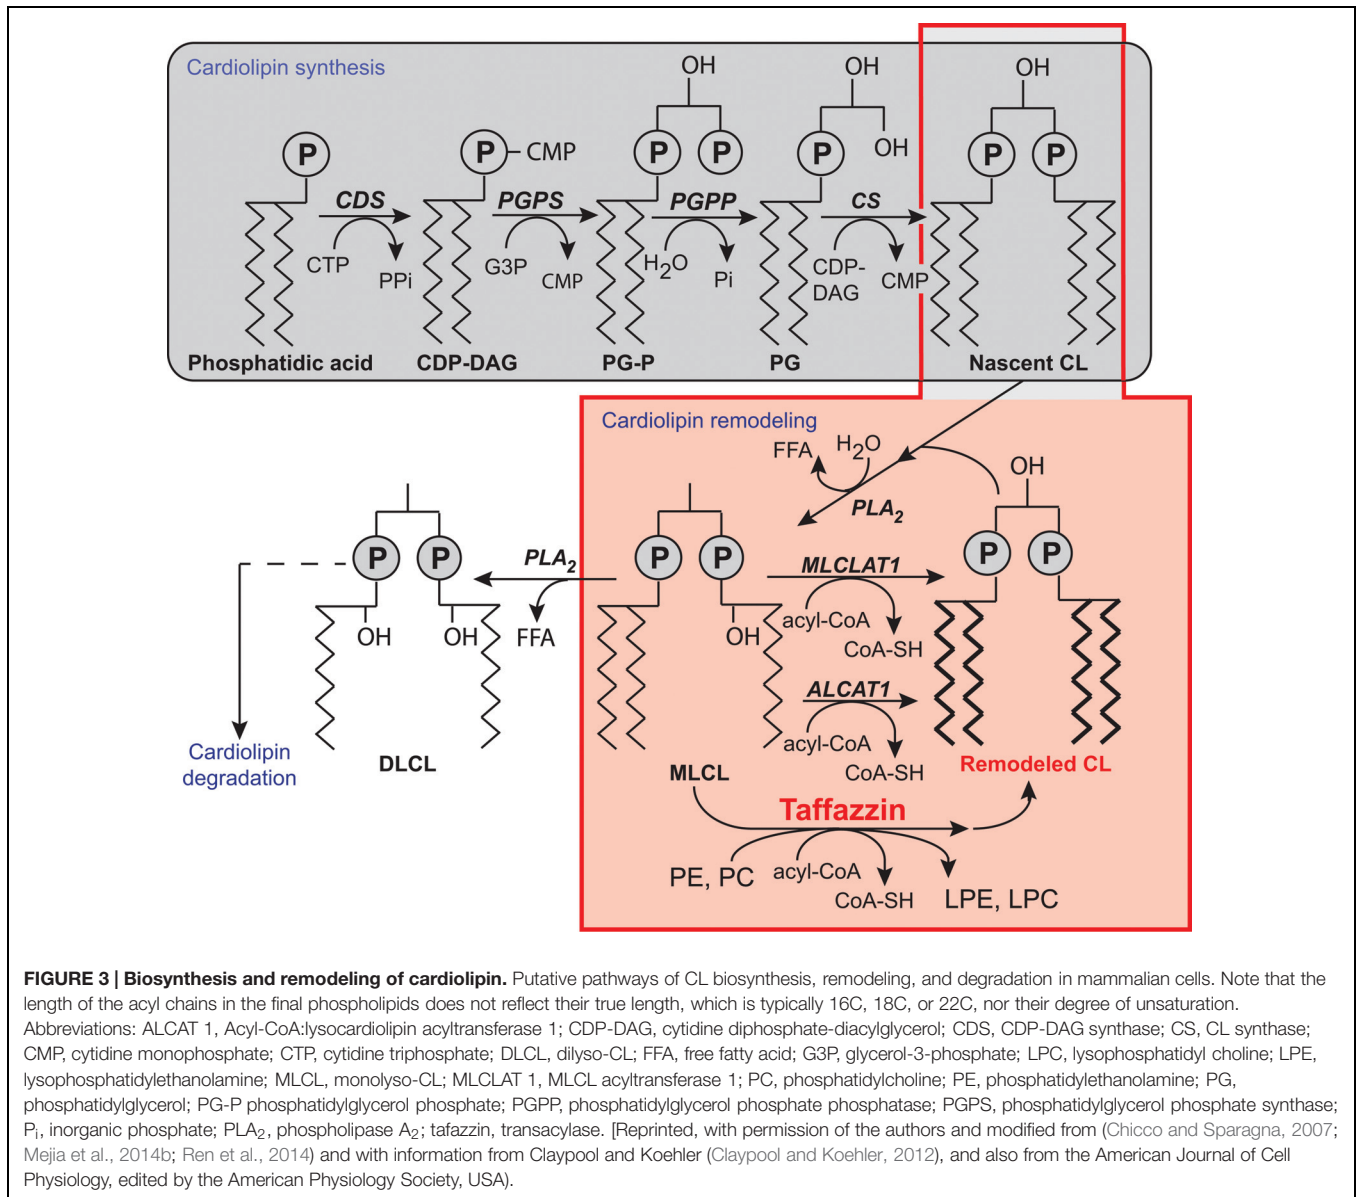 Cardiolipin synthesis
OH
OH
OH
P
P
CMP
P
P
P
OH
P
P
CDS
PGPS
PGPP
CS
CTP
PPi
G3P
CMP
H2O
Pi
CDP-
DAG
CMP
Phosphatidic acid
CDP-DAG
PG-P
PG
Nascent CL
Cardiolipin remodeling
FFA
H2O
PLA2
OH
P
P
PLA2
P
P
MLCLAT1
P
P
OH
OH
FFA
OH
acyl-CoA
CoA-SH
ALCAT1
acyl-CoA
CoA-SH
Cardiolipin
degradation
DLCL
MLCL
Remodeled CL
Taffazzin
PE, PC
acyl-CoA
CoA-SH
LPE, LPC
FIGURE 3 | Biosynthesis and remodeling of cardiolipin. Putative pathways of CL biosynthesis, remodeling, and degradation in mammalian cells. Note that the
length of the acyl chains in the final phospholipids does not reflect their true length, which is typically 16C, 18C, or 22C, nor their degree of unsaturation.
Abbreviations: ALCAT 1, Acyl-CoA:lysocardiolipin acyltransferase 1; CDP-DAG, cytidine diphosphate-diacylglycerol; CDS, CDP-DAG synthase; CS, CL synthase;
CMP, cytidine monophosphate; CTP, cytidine triphosphate; DLCL, dilyso-CL; FFA, free fatty acid; G3P, glycerol-3-phosphate; LPC, lysophosphatidyl choline; LPE,
lysophosphatidylethanolamine; MLCL, monolyso-CL; MLCLAT 1, MLCL acyltransferase 1; PC, phosphatidylcholine; PE, phosphatidylethanolamine; PG,
phosphatidylglycerol; PG-P phosphatidylglycerol phosphate; PGPP, phosphatidylglycerol phosphate phosphatase; PGPS, phosphatidylglycerol phosphate synthase;
Pi, inorganic phosphate; PLA2, phospholipase A2; tafazzin, transacylase. [Reprinted, with permission of the authors and modified from (Chicco and Sparagna, 2007;
Mejia et al., 2014b; Ren et al., 2014) and with information from Claypool and Koehler (Claypool and Koehler, 2012), and also from the American Journal of Cell
Physiology, edited by the American Physiology Society, USA).